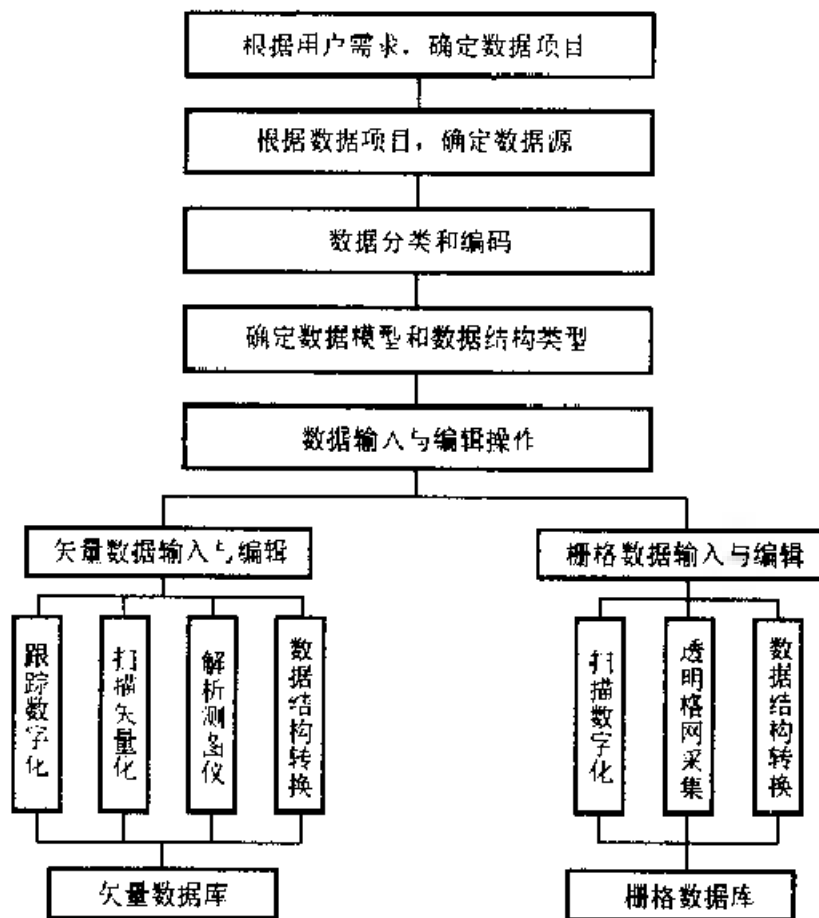 根据用户需求，确定数据项目
根据数据项目，确定数据源
数据分类和编码
确定数据模型和数据结构类型
数据输入与编辑操作
矢量数据输入与编辑
栅格数据输入与编辑
跟踪数字化
扫描矢量化
解析测图仪
数据结构转换
扫描数字化
透明格网采集
数据结构转换
矢量数据库
栅格数据库